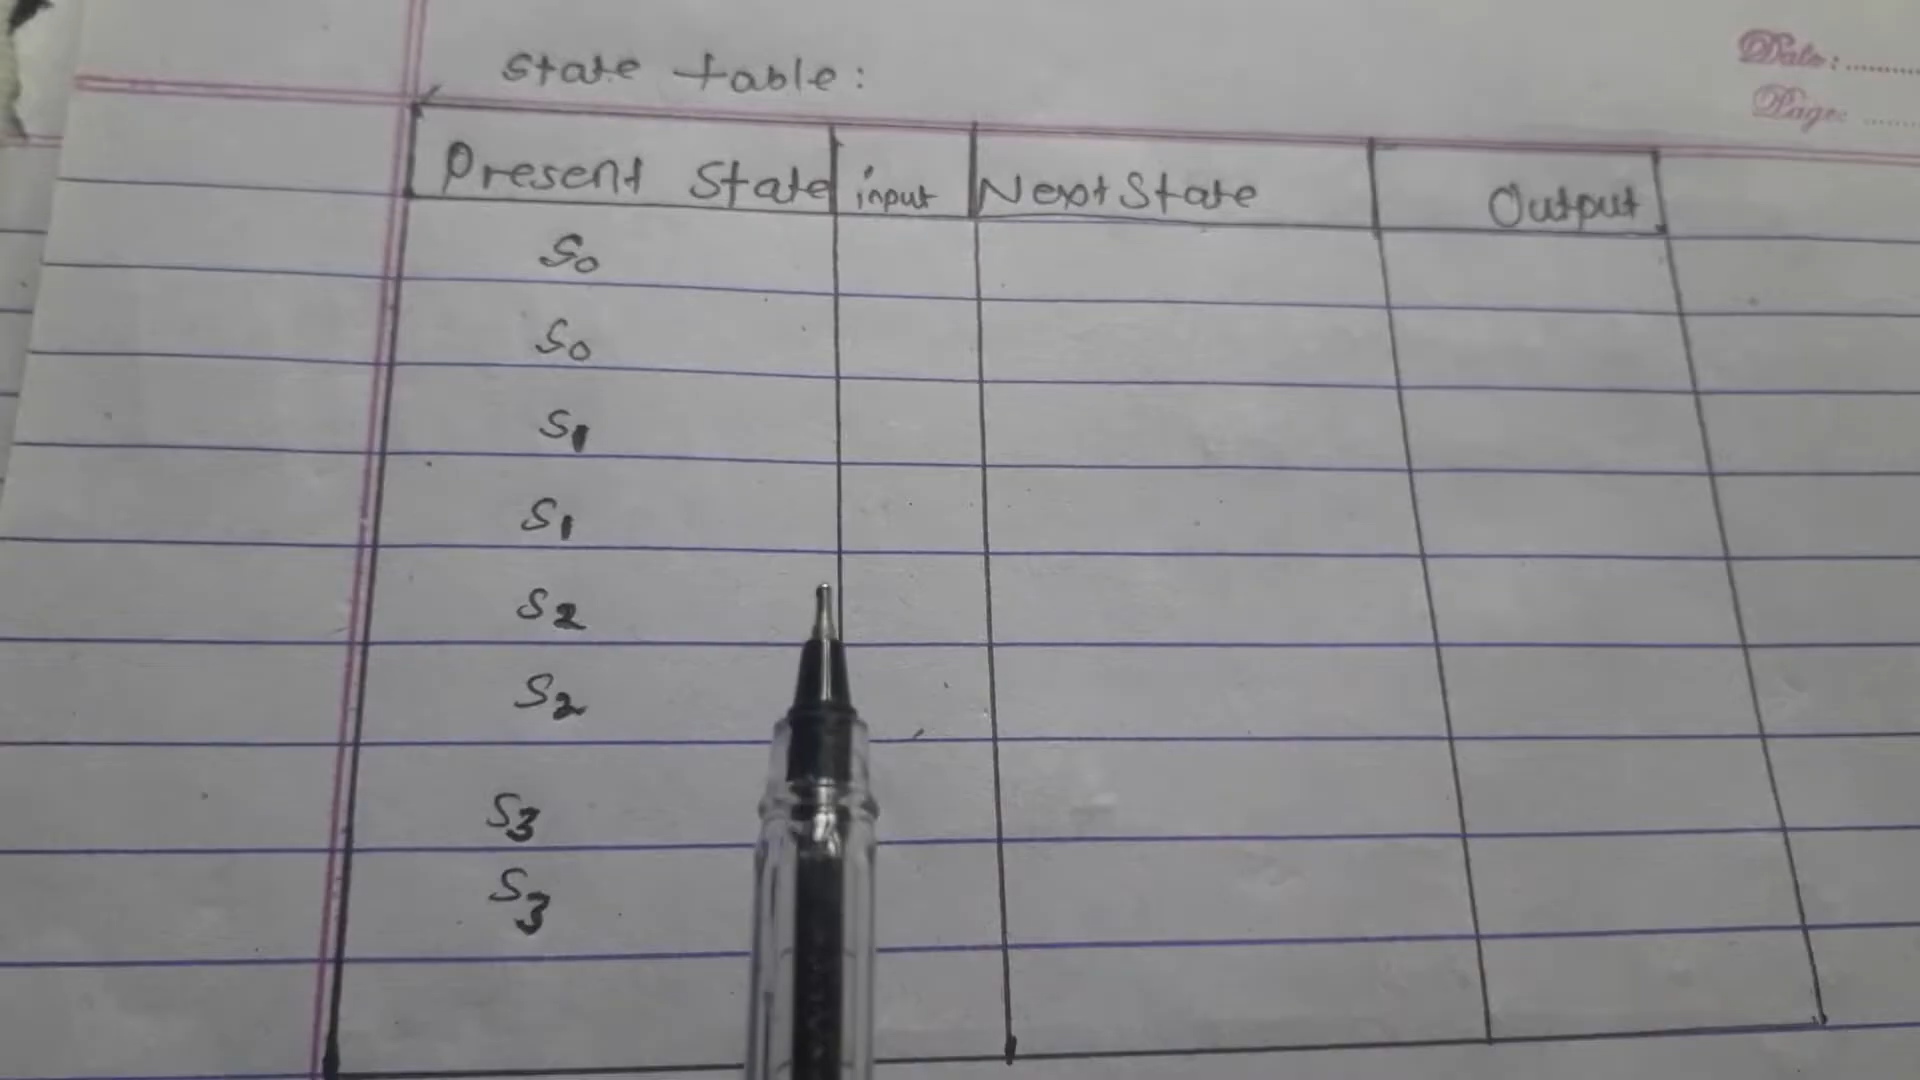 Date:..........
Page: ......
State table:
Present State input Next State Output
S0
S0
S1
S1
S2
S2
S3
S3